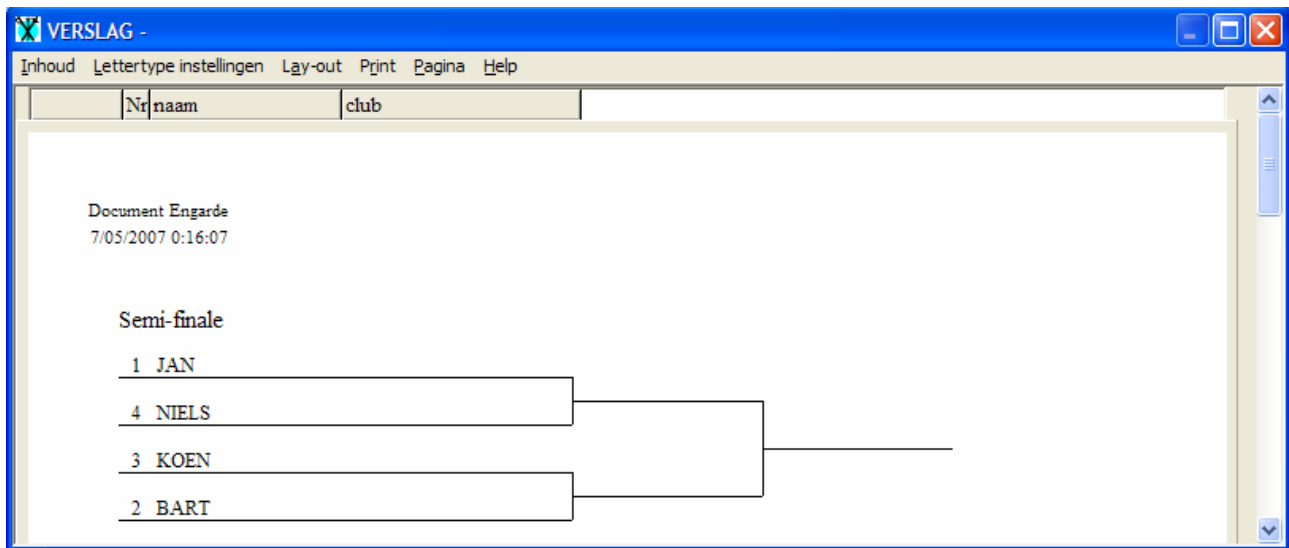 VERSLAG -
Inhoud Lettertype instellingen Lay-out Print Pagina Help
Nr naam club
Document Engarde
7/05/2007 0:16:07
Semi-finale
1 JAN
4 NIELS
3 KOEN
2 BART